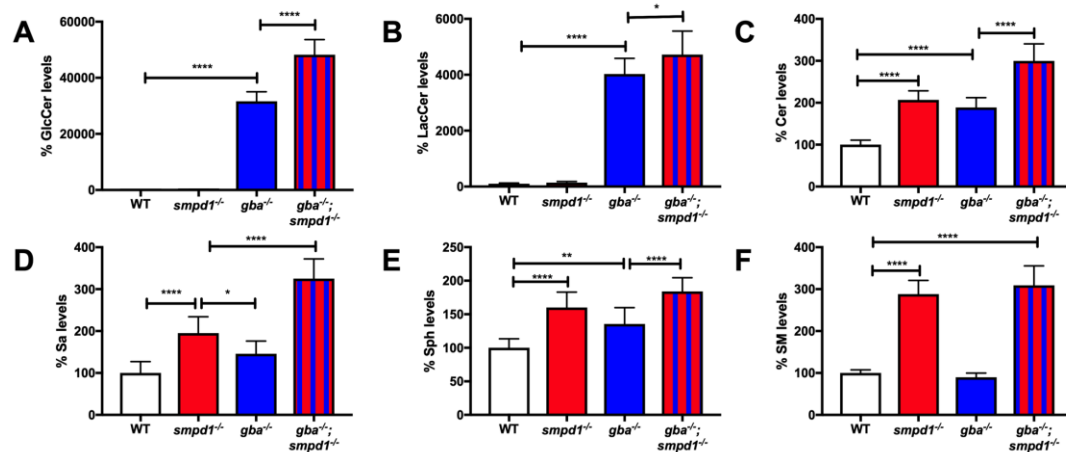 A
% GlcCer levels
60000
40000
20000
0
****
****
WT
smpd1-/-
gba-/-
gba-/-;
smpd1-/-
B
% LacCer levels
6000
4000
2000
0
****
*
WT
smpd1-/-
gba-/-
gba-/-;
smpd1-/-
C
% Cer levels
400
300
200
100
0
****
****
****
WT
smpd1-/-
gba-/-
gba-/-;
smpd1-/-
D
% Sa levels
400
300
200
100
0
****
****
*
WT
smpd1-/-
gba-/-
gba-/-;
smpd1-/-
E
% Sph levels
250
200
150
100
50
0
**
****
****
WT
smpd1-/-
gba-/-
gba-/-;
smpd1-/-
F
% SM levels
400
300
200
100
0
****
****
WT
smpd1-/-
gba-/-
gba-/-;
smpd1-/-